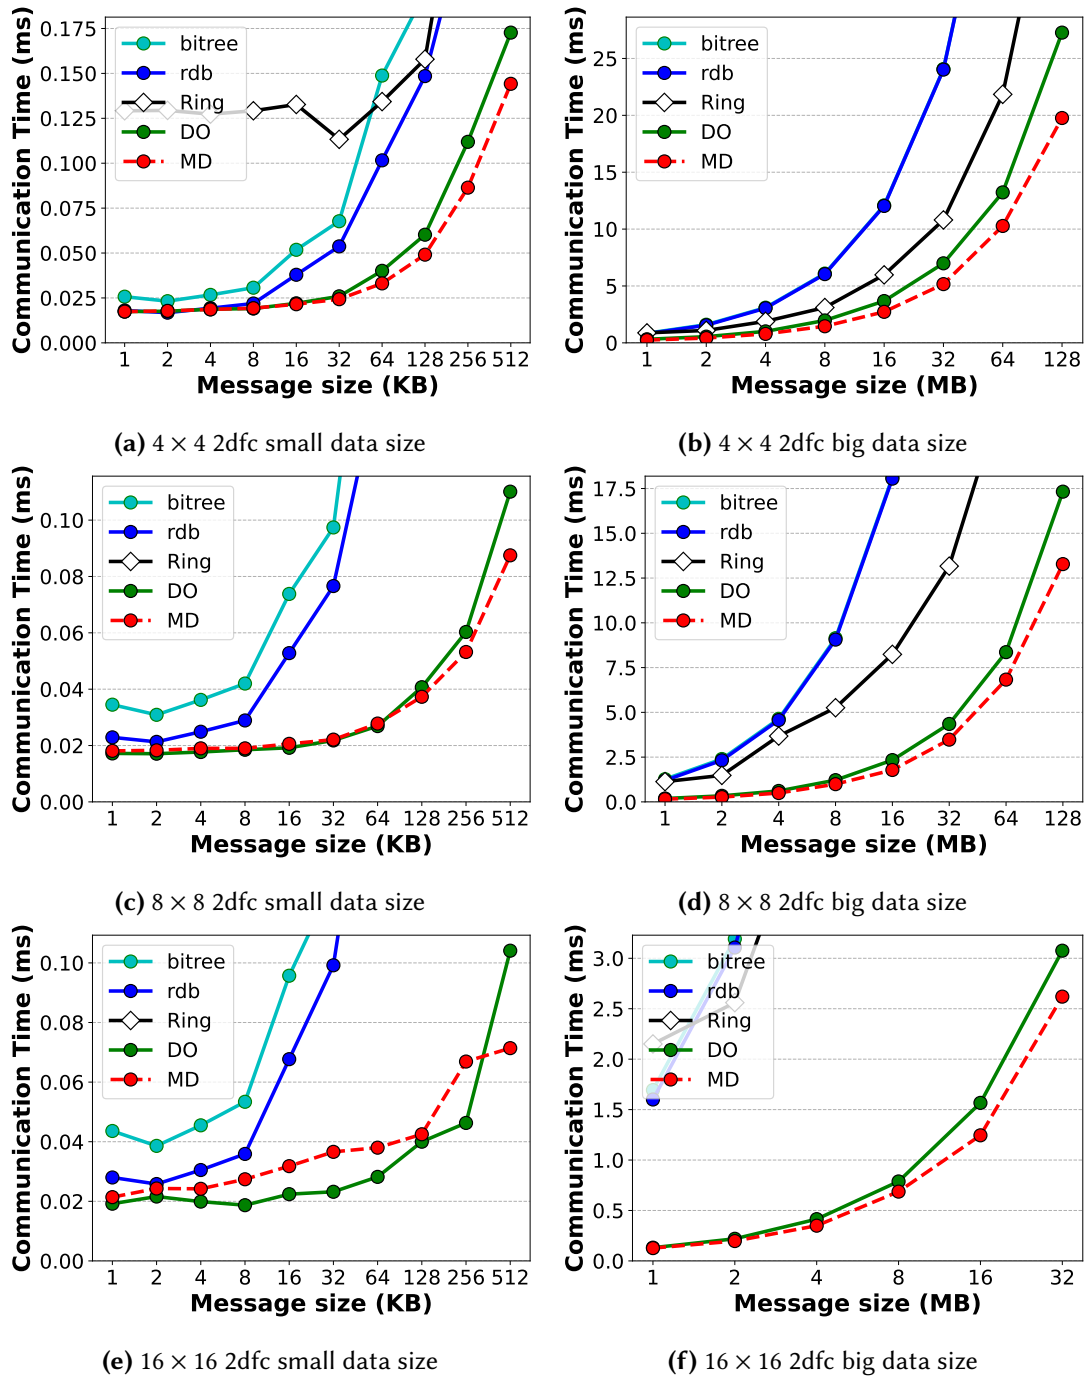 Communication Time (ms)
0.175
0.150
0.125
0.100
0.075
0.050
0.025
0.000
bitree
rdb
Ring
DO
MD
1 2 4 8 16 32 64 128 256 512
Message size (KB)
(a) 4 × 4 2dfc small data size
Communication Time (ms)
25
20
15
10
5
0
bitree
rdb
Ring
DO
MD
1 2 4 8 16 32 64 128
Message size (MB)
(b) 4 × 4 2dfc big data size
Communication Time (ms)
0.10
0.08
0.06
0.04
0.02
0.00
bitree
rdb
Ring
DO
MD
1 2 4 8 16 32 64 128 256 512
Message size (KB)
(c) 8 × 8 2dfc small data size
Communication Time (ms)
17.5
15.0
12.5
10.0
7.5
5.0
2.5
0.0
bitree
rdb
Ring
DO
MD
1 2 4 8 16 32 64 128
Message size (MB)
(d) 8 × 8 2dfc big data size
Communication Time (ms)
0.10
0.08
0.06
0.04
0.02
0.00
bitree
rdb
Ring
DO
MD
1 2 4 8 16 32 64 128 256 512
Message size (KB)
(e) 16 × 16 2dfc small data size
Communication Time (ms)
3.0
2.5
2.0
1.5
1.0
0.5
0.0
bitree
rdb
Ring
DO
MD
1 2 4 8 16 32
Message size (MB)
(f) 16 × 16 2dfc big data size